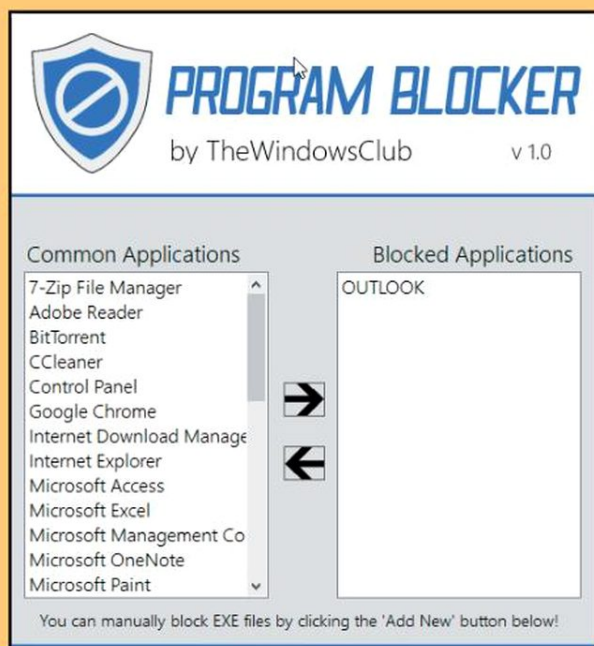 PROGRAM BLOCKER
by TheWindowsClub v 1.0
Common Applications
7-Zip File Manager
Adobe Reader
BitTorrent
CCleaner
Control Panel
Google Chrome
Internet Download Manage
Internet Explorer
Microsoft Access
Microsoft Excel
Microsoft Management Co
Microsoft OneNote
Microsoft Paint
Blocked Applications
OUTLOOK
You can manually block EXE files by clicking the 'Add New' button below!